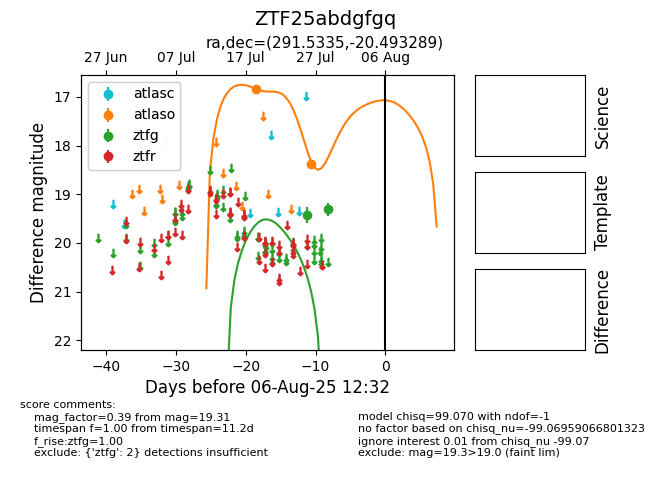 ZTF25abdgfgq
ra,dec=(291.5335,-20.493289)
27 Jun 07 Jul 17 Jul 27 Jul 06 Aug
atlasc
atlaso
ztfg
ztfr
17
18
19
20
21
22
Difference magnitude
−40 −30 −20 −10 0
Days before 06-Aug-25 12:32
Science
Template
Difference
score comments:
mag_factor=0.39 from mag=19.31
timespan f=1.00 from timespan=11.2d
f_rise:ztfg=1.00
exclude: {'ztfg': 2} detections insufficient
model chisq=99.070 with ndof=-1
no factor based on chisq_nu=-99.06959066801323
ignore interest 0.01 from chisq_nu -99.07
exclude: mag=19.3>19.0 (faint lim)